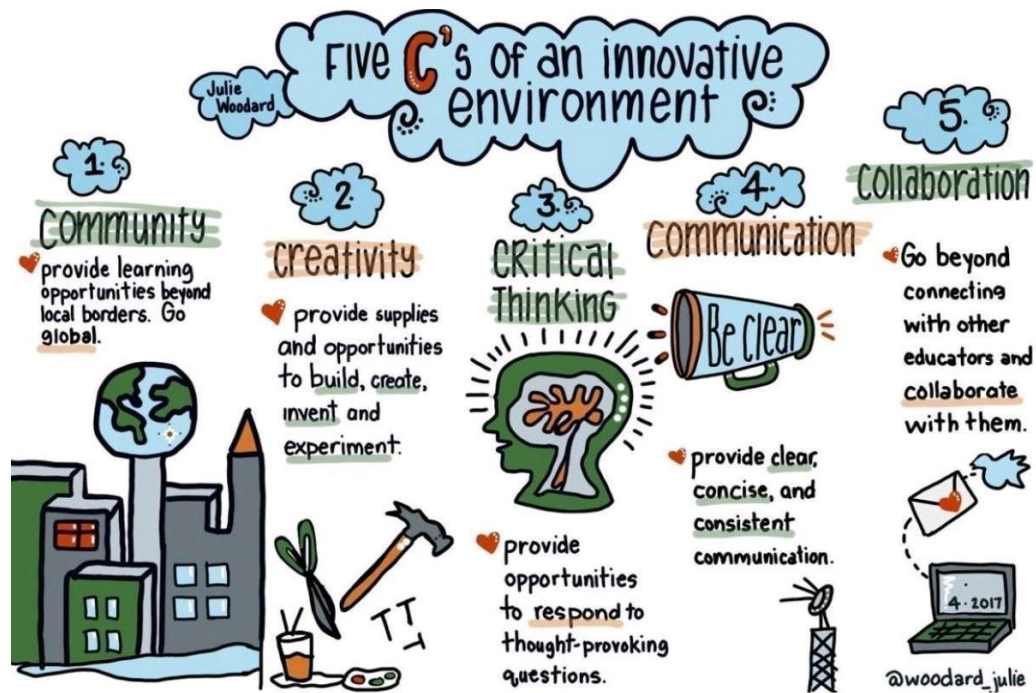 Five C's of an innovative
environment
Julie
Woodard
1.
Community
provide learning
opportunities beyond
local borders. Go
global.
2.
Creativity
provide supplies
and opportunities
to build, create,
invent and
experiment.
3.
CRitical
Thinking
provide
opportunities
to respond to
thought-provoking
questions.
4.
Communication
Be clear
provide clear,
concise, and
consistent
communication.
5.
Collaboration
Go beyond
connecting
with other
educators and
collaborate
with them.
4.2017
@woodard_julie